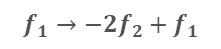 f₁ → −2f₂ + f₁